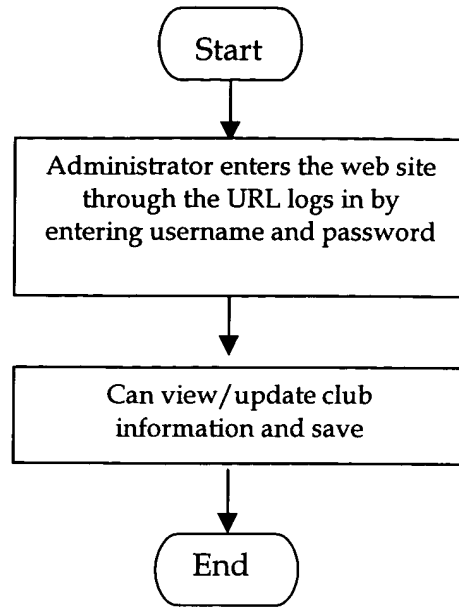 Start
Administrator enters the web site
through the URL logs in by
entering username and password
Can view/update club
information and save
End